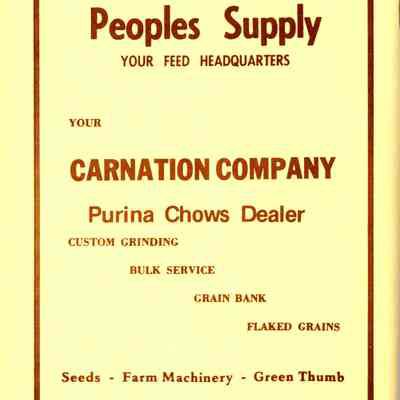 Peoples Supply
YOUR FEED HEADQUARTERS
YOUR
CARNATION COMPANY
Purina Chows Dealer
CUSTOM GRINDING
BULK SERVICE
GRAIN BANK
FLAKED GRAINS
Seeds - Farm Machinery - Green Thumb